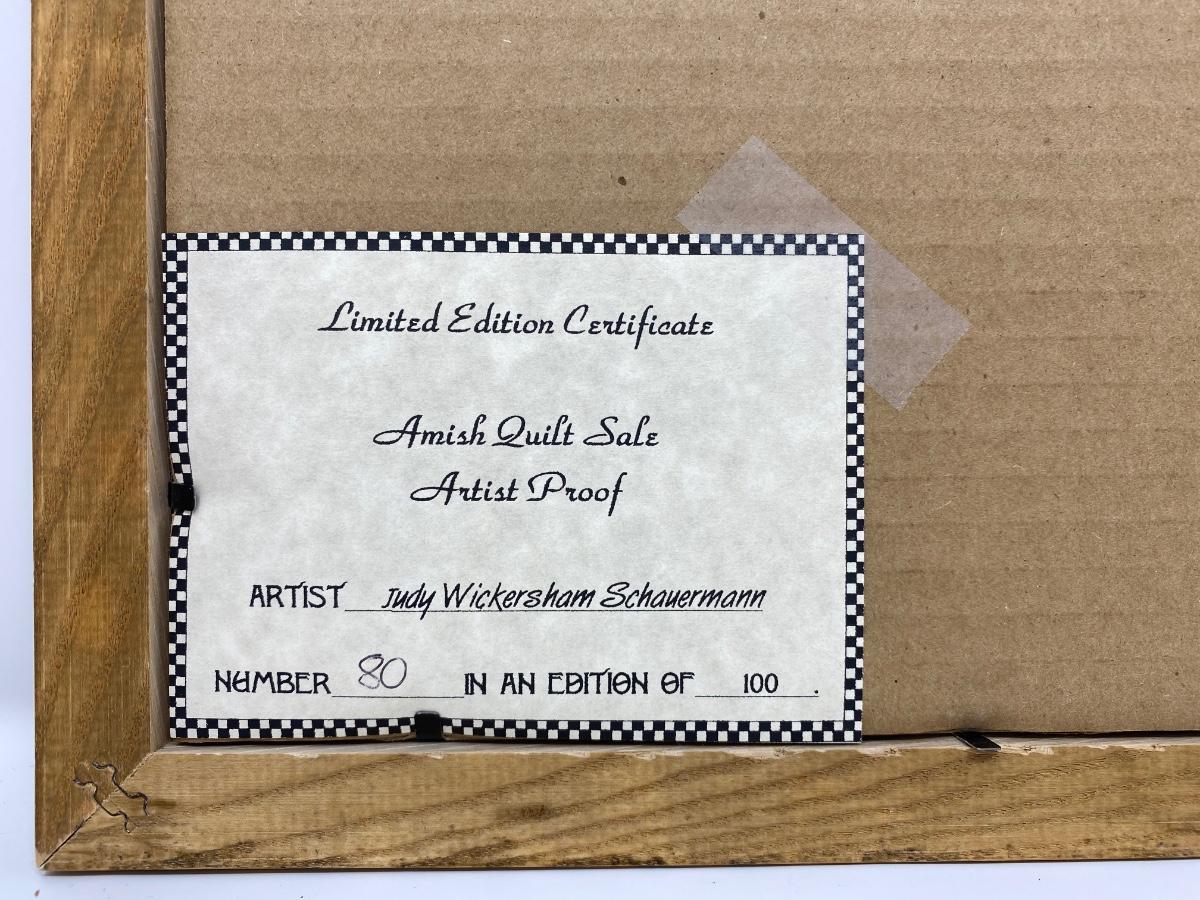 Limited Edition Certificate
Amish Quilt Sale
Artist Proof
ARTIST Judy Wickersham Schauermann
NUMBER 80 IN AN EDITION OF 100 .